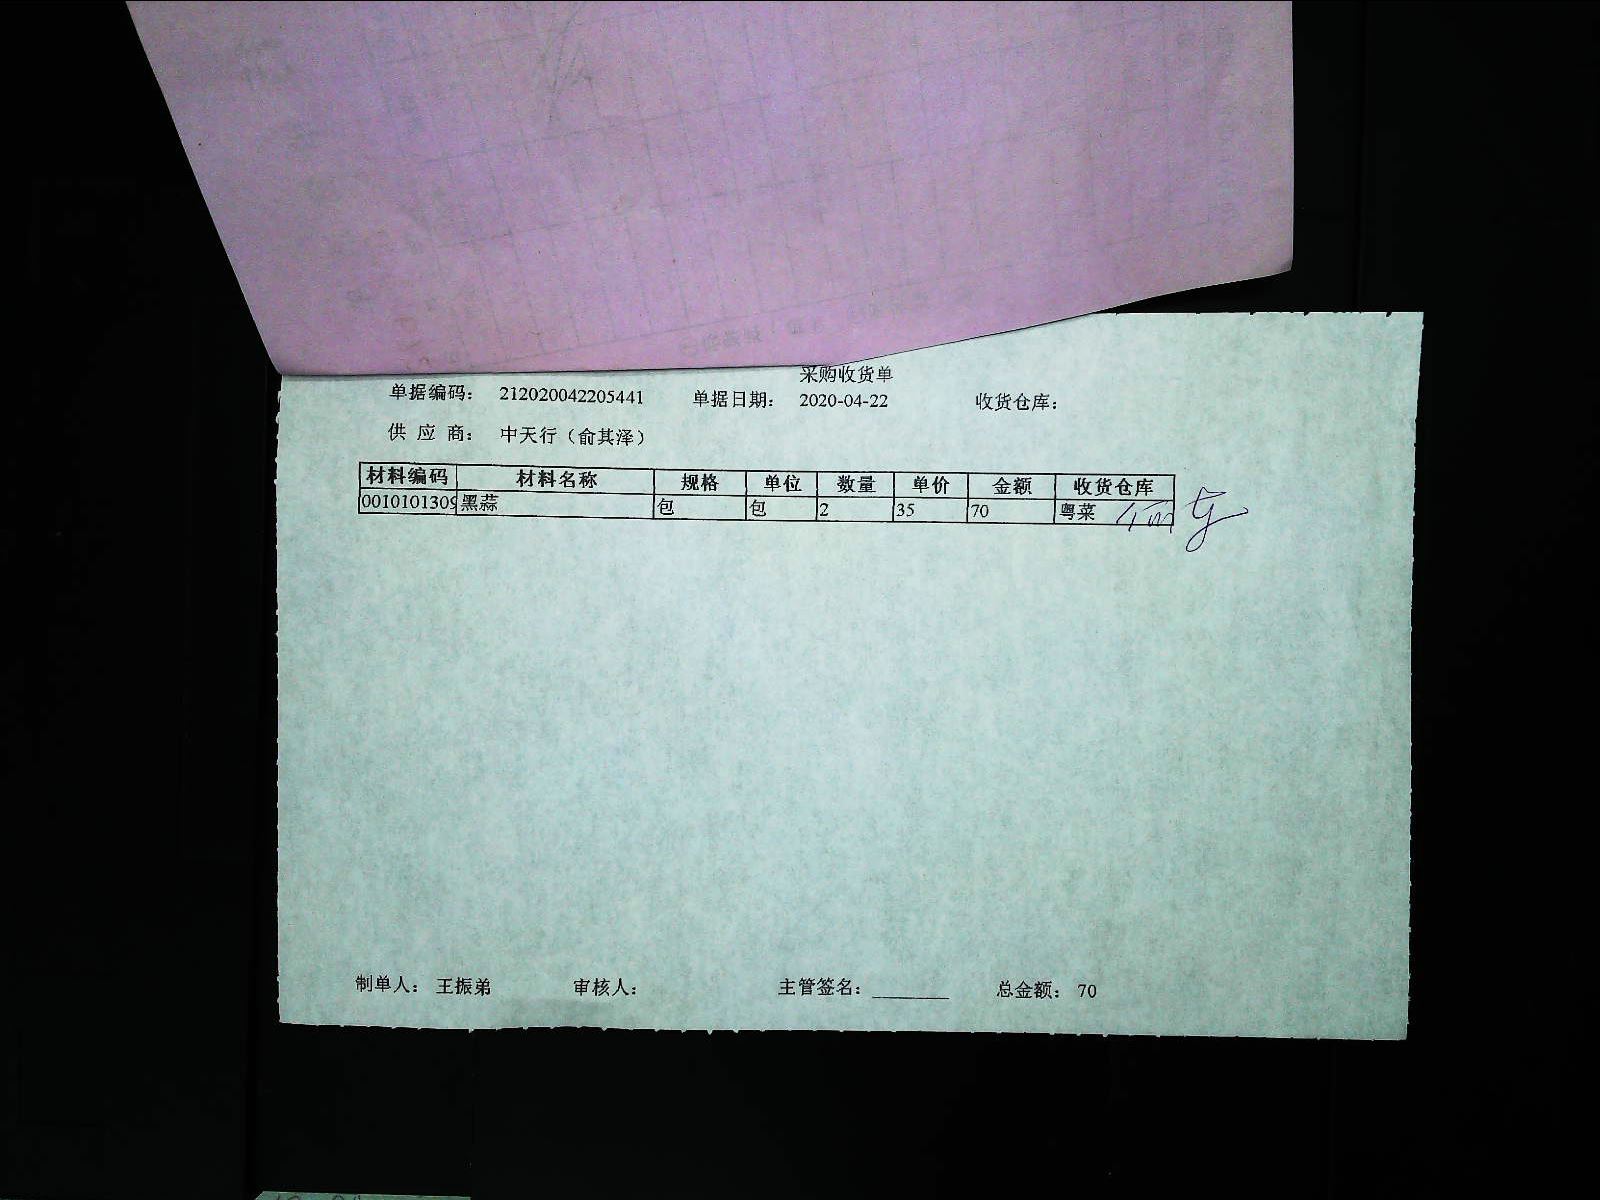 采购收货单
单据编码： 212020042205441 单据日期： 2020-04-22 收货仓库：
供 应 商： 中天行（俞其泽）
材料编码 材料名称 规格 单位 数量 单价 金额 收货仓库
0010101309 黑蒜 包 包 2 35 70 粤菜
制单人： 王振弟 审核人： 主管签名： 总金额： 70